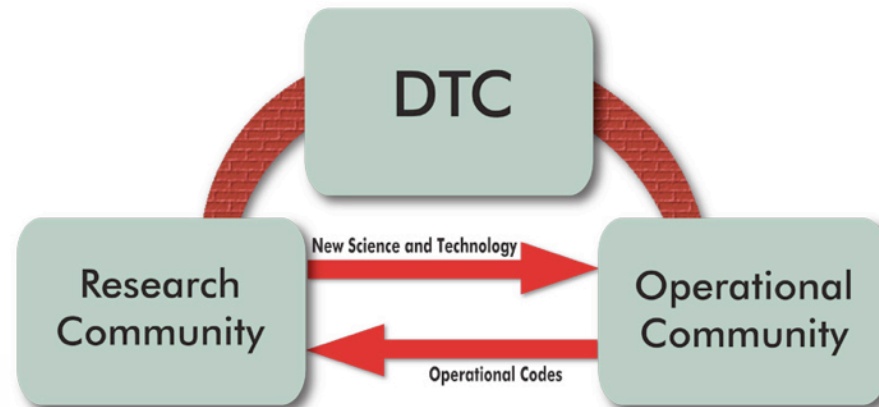 DTC
New Science and Technology
Research
Community
Operational
Community
Operational Codes